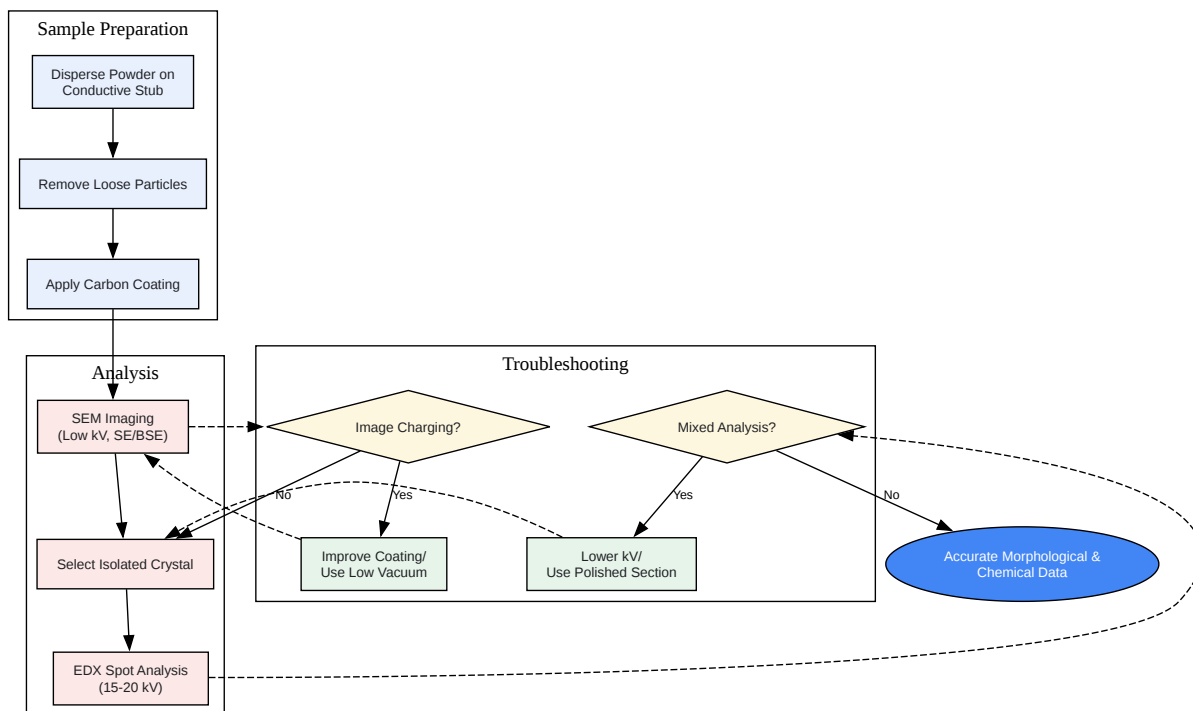 Sample Preparation
Disperse Powder on
Conductive Stub
Remove Loose Particles
Apply Carbon Coating
Analysis
SEM Imaging
(Low kV, SE/BSE)
Select Isolated Crystal
EDX Spot Analysis
(15-20 kV)
Troubleshooting
Image Charging?
Mixed Analysis?
No
Yes
Yes
No
Improve Coating/
Use Low Vacuum
Lower kV/
Use Polished Section
Accurate Morphological &
Chemical Data